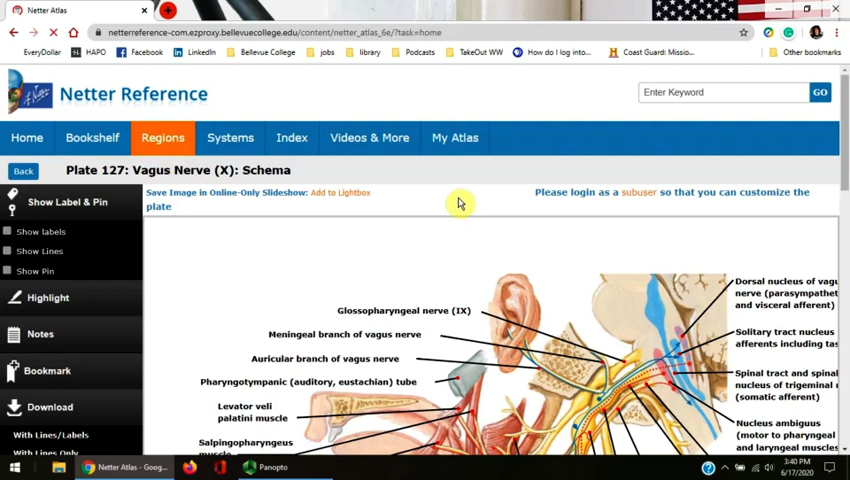 Netter Atlas
netterreference-com.ezproxy.bellevuecollege.edu/content/netter_atlas_6e/?task=home
EveryDollar HAPO Facebook LinkedIn Bellevue College jobs library Podcasts TakeOut WW How do I log into... Coast Guard: Missio... Other bookmarks
Netter Reference
Enter Keyword GO
Home Bookshelf Regions Systems Index Videos & More My Atlas
Back Plate 127: Vagus Nerve (X): Schema
Save Image in Online-Only Slideshow: Add to Lightbox Please login as a subuser so that you can customize the
plate
Show Label & Pin
Show labels
Show Lines
Show Pin
Highlight
Notes
Bookmark
Download
With Lines/Labels
With Lines Only
Glossopharyngeal nerve (IX)
Meningeal branch of vagus nerve
Auricular branch of vagus nerve
Pharyngotympanic (auditory, eustachian) tube
Levator veli
palatini muscle
Salpingopharyngeus
muscle
Dorsal nucleus of vagu
nerve (parasympathet
and visceral afferent)
Solitary tract nucleus
afferents including tas
Spinal tract and spinal
nucleus of trigeminal
(somatic afferent)
Nucleus ambiguus
(motor to pharyngeal
and laryngeal muscles
Netter Atlas - Goog... Panopto
3:40 PM
6/17/2020